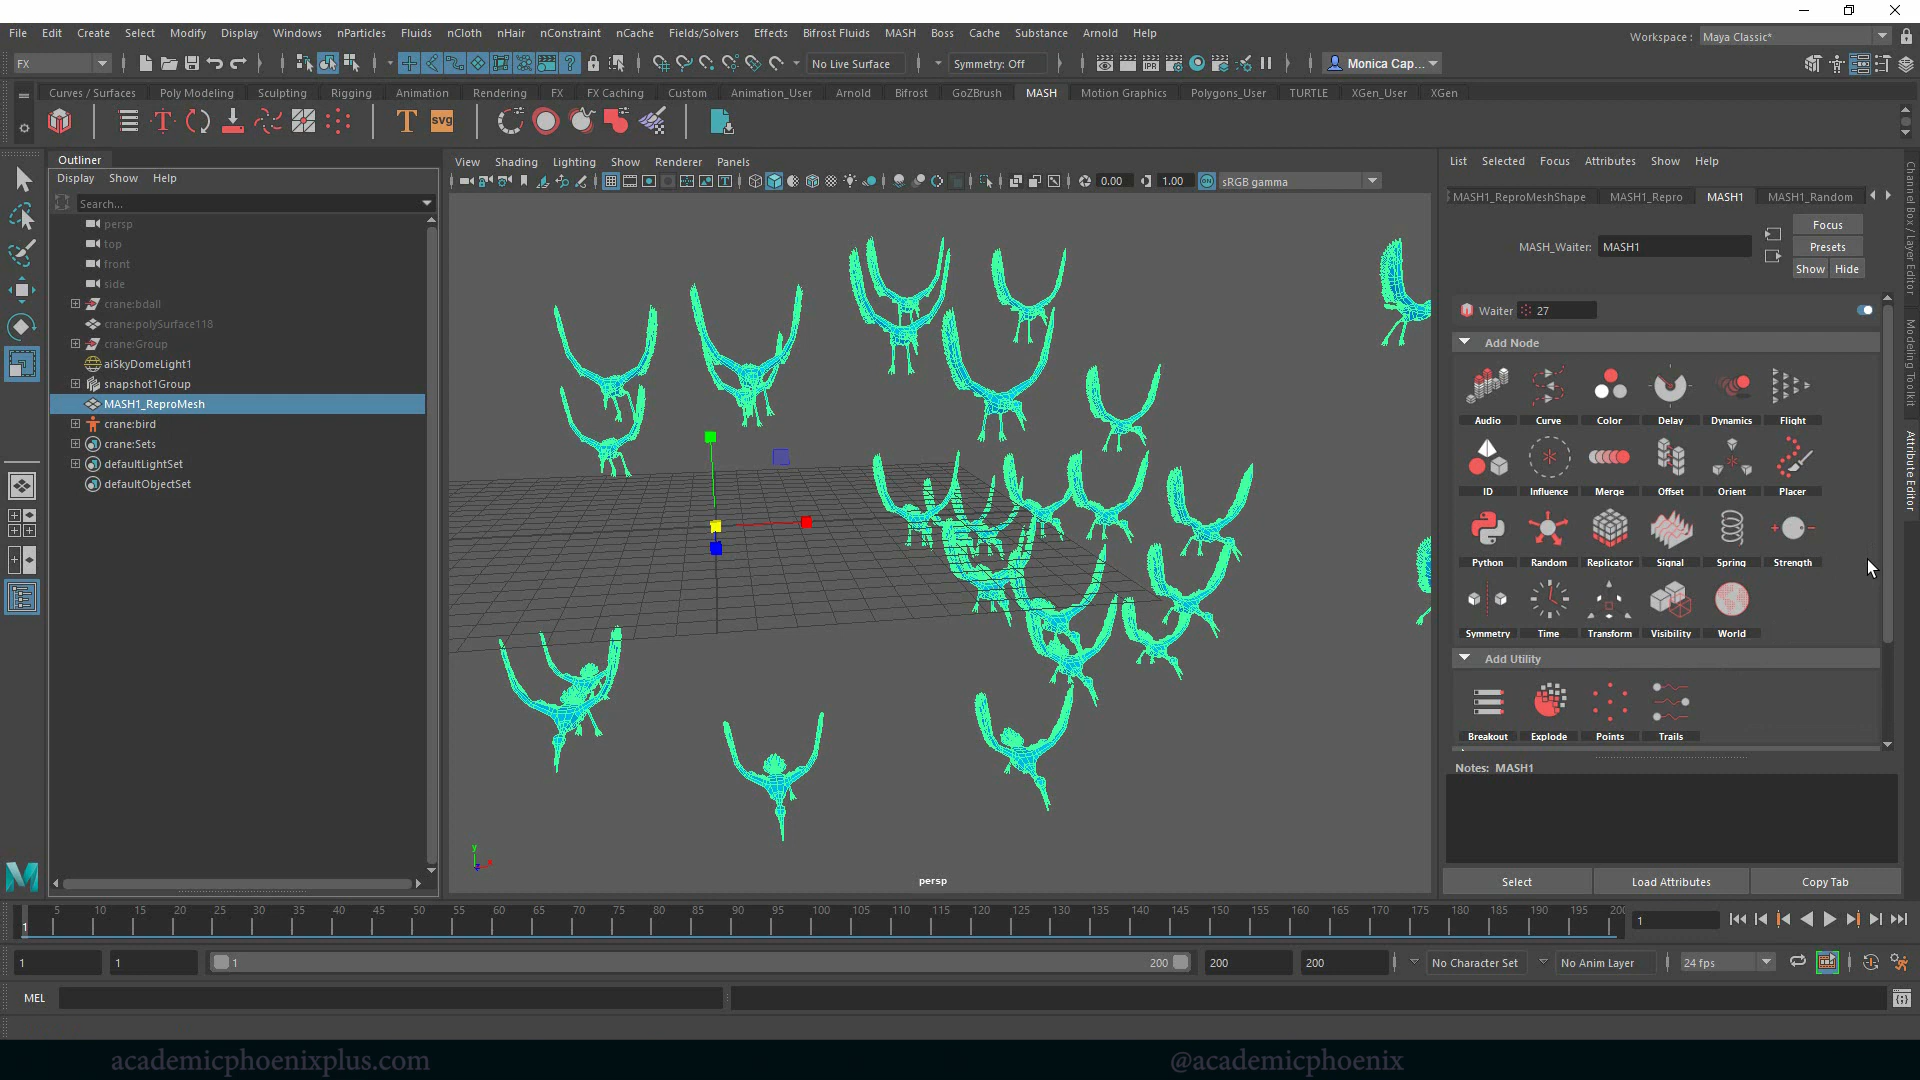 File Edit Create Select Modify Display Windows nParticles Fluids nCloth nHair nConstraint nCache Fields/Solvers Effects Bifrost Fluids MASH Boss Cache Substance Arnold Help
Workspace : Maya Classic*
FX No Live Surface Symmetry: Off Monica Cap...
Curves / Surfaces Poly Modeling Sculpting Rigging Animation Rendering FX FX Caching Custom Animation_User Arnold Bifrost GoZBrush MASH Motion Graphics Polygons_User TURTLE XGen_User XGen
T T svg
Outliner
Display Show Help
Search...
persp
top
front
side
crane:bdall
crane:polySurface118
crane:Group
aiSkyDomeLight1
snapshot1Group
MASH1_ReproMesh
crane:bird
crane:Sets
defaultLightSet
defaultObjectSet
View Shading Lighting Show Renderer Panels
0.00 1.00 ON sRGB gamma
persp
y
List Selected Focus Attributes Show Help
MASH1_ReproMeshShape MASH1_Repro MASH1 MASH1_Random
MASH_Waiter: MASH1
Focus
Presets
Show Hide
Waiter 27
Add Node
Audio Curve Color Delay Dynamics Flight
ID Influence Merge Offset Orient Placer
Python Random Replicator Signal Spring Strength
Symmetry Time Transform Visibility World
Add Utility
Breakout Explode Points Trails
Notes: MASH1
Select Load Attributes Copy Tab
Channel Box / Layer Editor
Modeling Toolkit
Attribute Editor
5 10 15 20 25 30 35 40 45 50 55 60 65 70 75 80 85 90 95 100 105 110 115 120 125 130 135 140 145 150 155 160 165 170 175 180 185 190 195 200
1 1
1 1 1 200 200 200 No Character Set No Anim Layer 24 fps
MEL
academicphoenixplus.com @academicphoenix